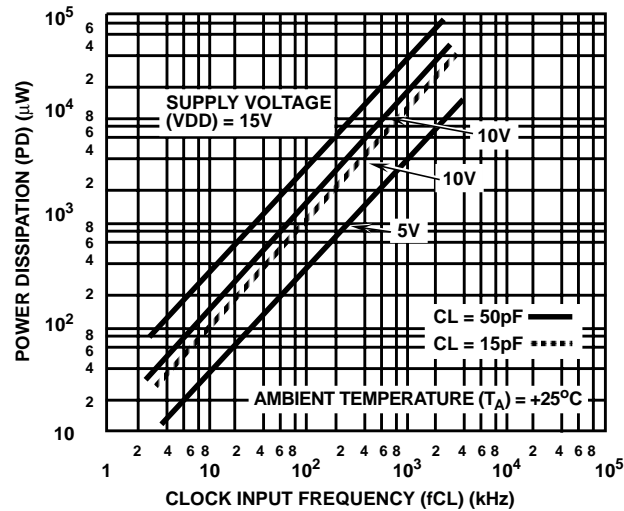 10^5
6
4
2
10^4
8
6
4
2
10^3
8
6
4
2
10^2
8
6
4
2
10
POWER DISSIPATION (PD) (μW)
SUPPLY VOLTAGE
(VDD) = 15V
10V
10V
5V
CL = 50pF
CL = 15pF
AMBIENT TEMPERATURE (T_A) = +25°C
2 4 6 8 2 4 6 8 2 4 6 8 2 4 6 8 2 4 6 8
1 10 10^2 10^3 10^4 10^5
CLOCK INPUT FREQUENCY (fCL) (kHz)